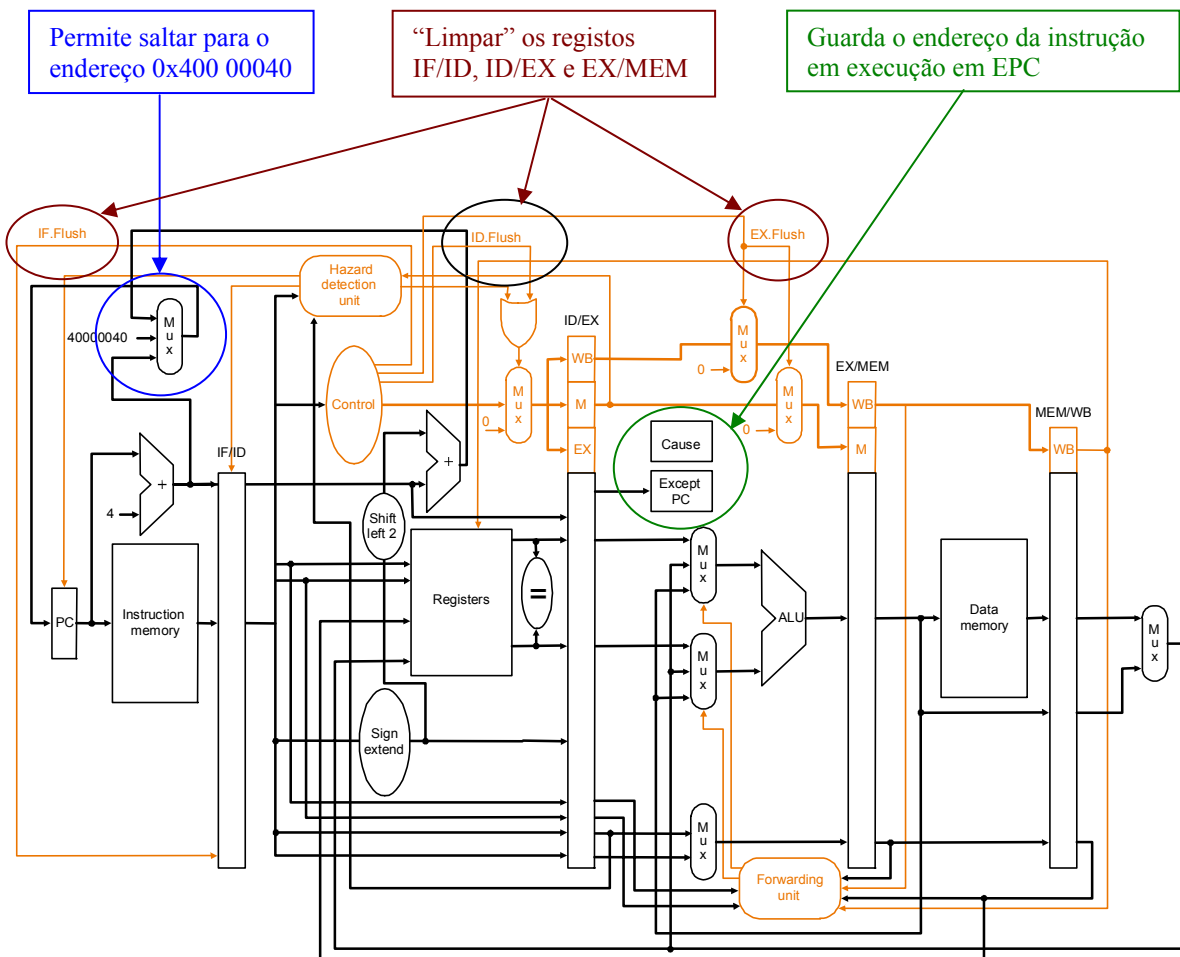 Permite saltar para o
endereço 0x400 00040
“Limpar” os registos
IF/ID, ID/EX e EX/MEM
Guarda o endereço da instrução
em execução em EPC
IF.Flush
ID.Flush
EX.Flush
Hazard
detection
unit
M
u
x
40000040
ID/EX
WB
M
EX
M
u
x
0
M
u
x
0
M
u
x
0
EX/MEM
WB
M
MEM/WB
WB
Control
Cause
Except
PC
IF/ID
+
4
+
Shift
left 2
PC
Instruction
memory
Registers
=
M
u
x
M
u
x
ALU
Data
memory
M
u
x
Sign
extend
M
u
x
Forwarding
unit